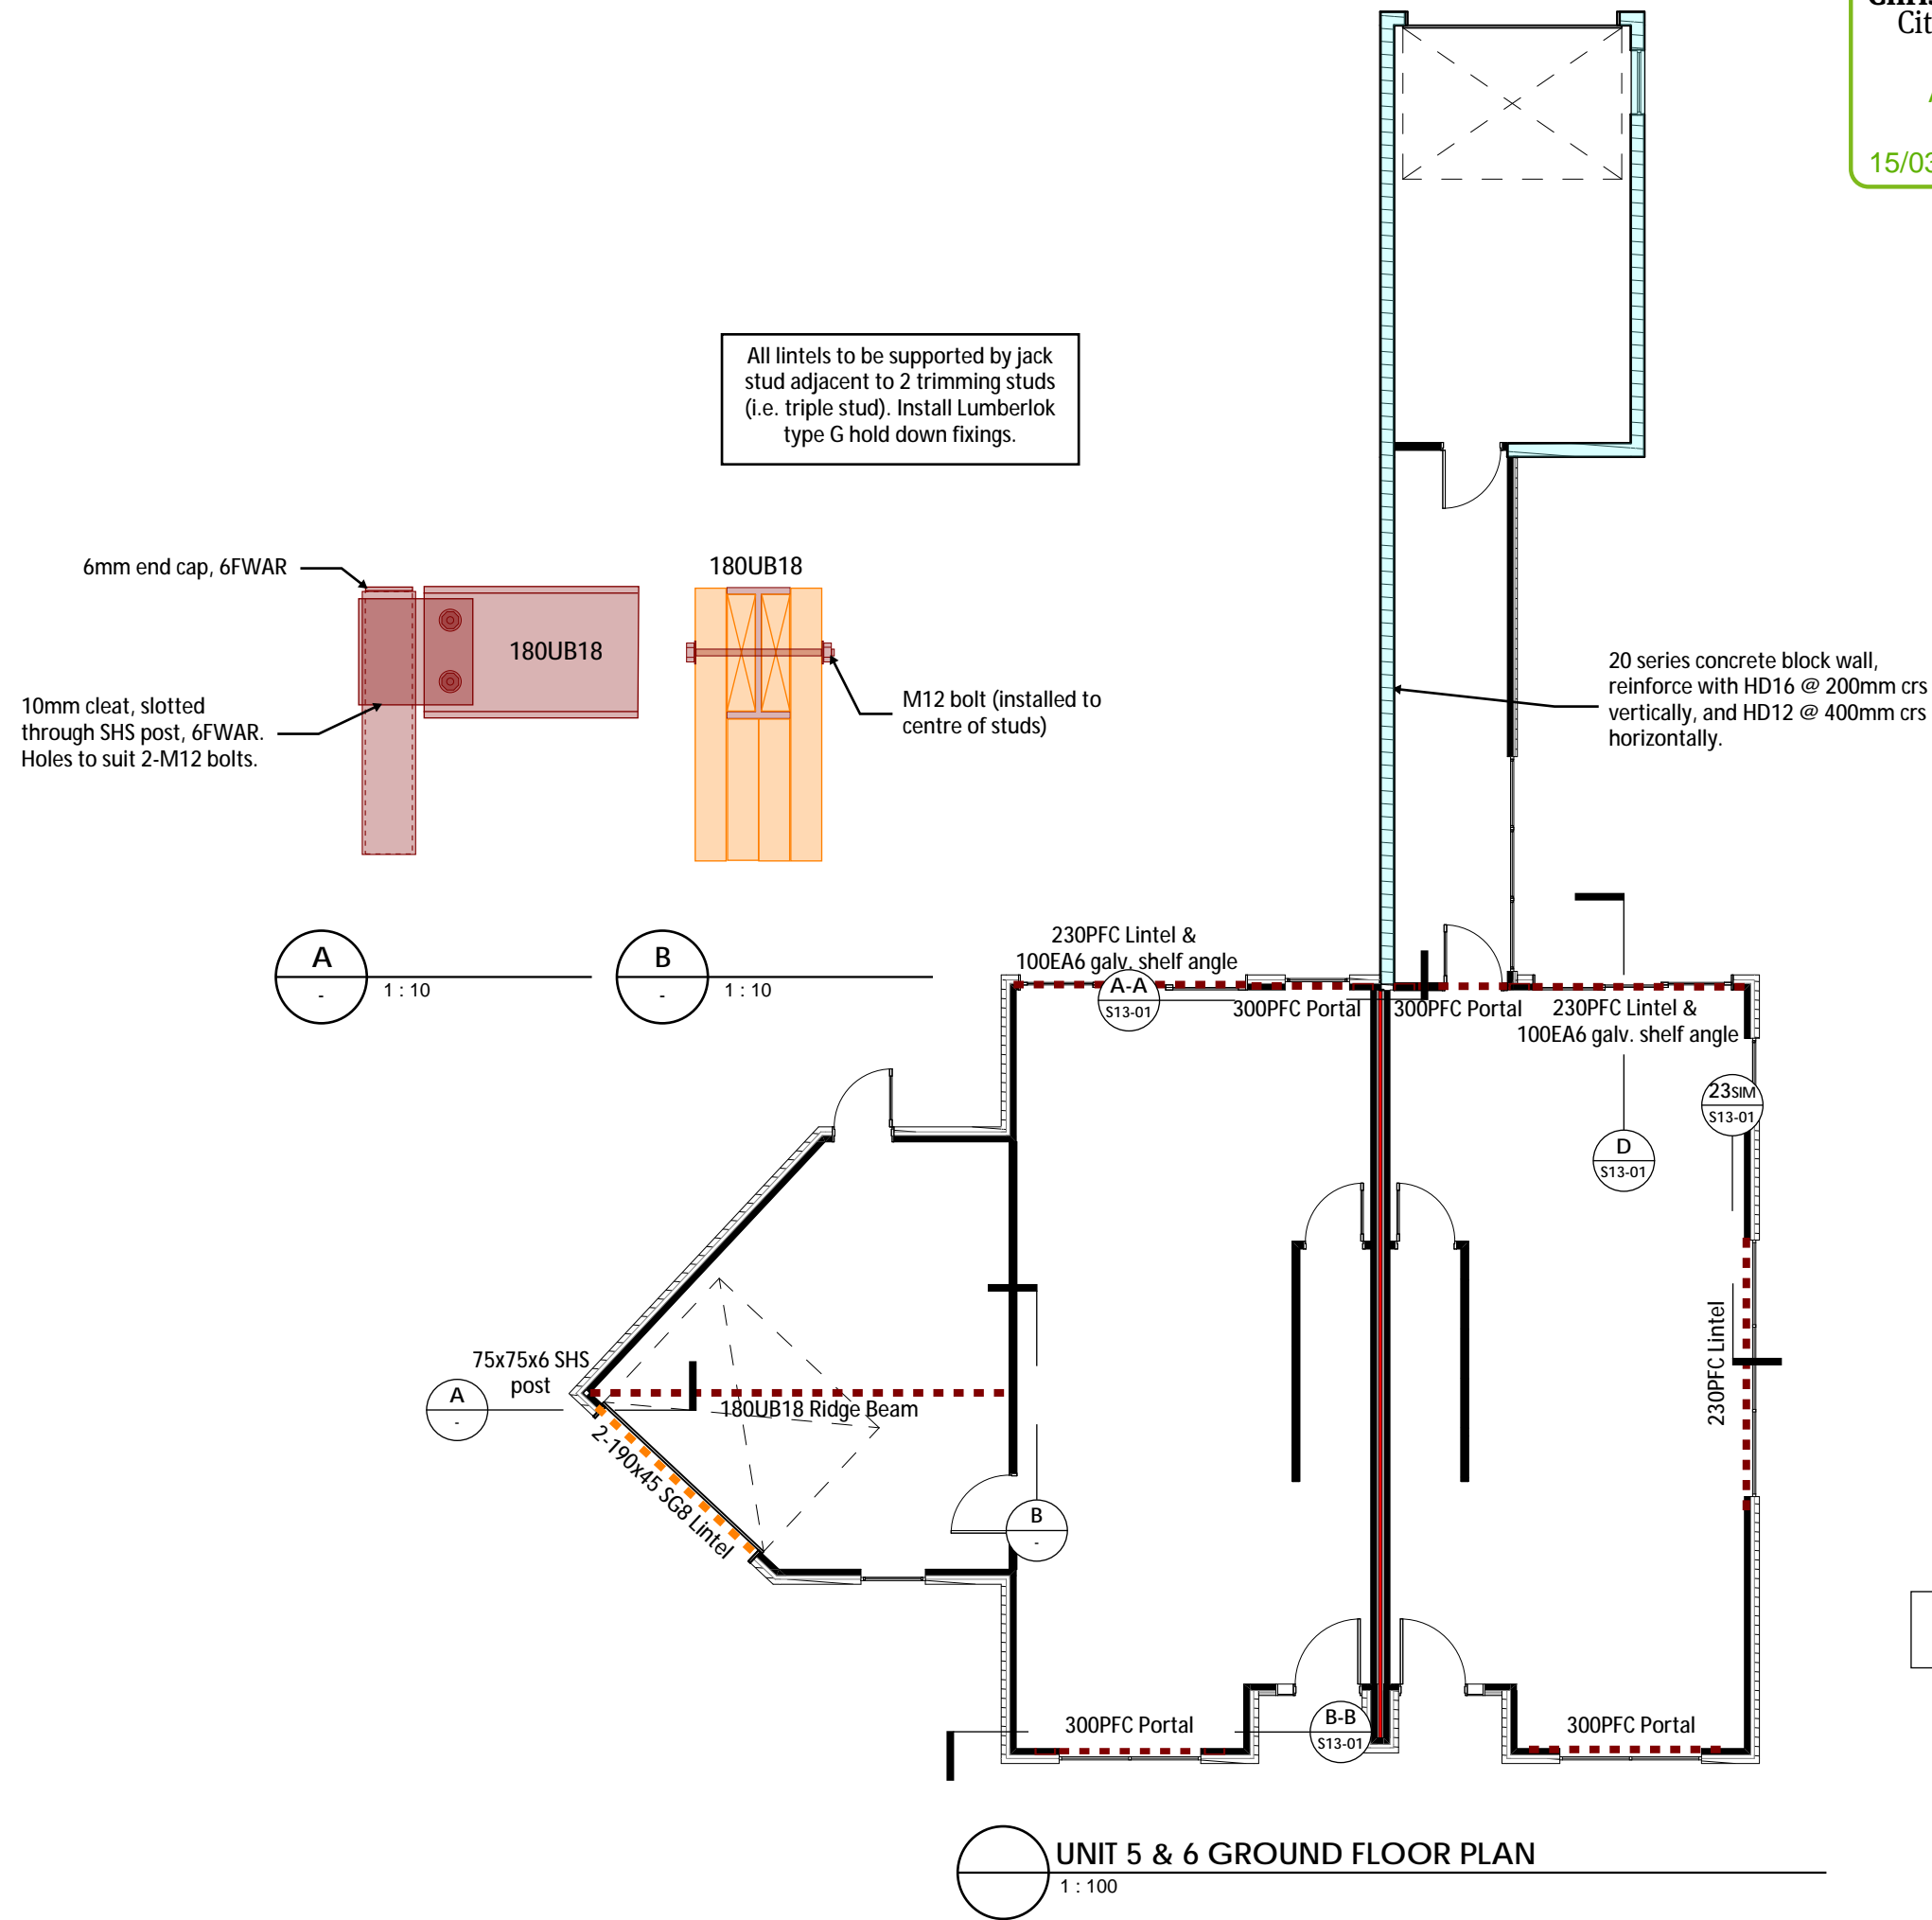 Cit
15/03
All lintels to be supported by jack
stud adjacent to 2 trimming studs
(i.e. triple stud). Install Lumberlok
type G hold down fixings.
6mm end cap, 6FWAR
180UB18
10mm cleat, slotted
through SHS post, 6FWAR.
Holes to suit 2-M12 bolts.
180UB18
M12 bolt (installed to
centre of studs)
20 series concrete block wall,
reinforce with HD16 @ 200mm crs
vertically, and HD12 @ 400mm crs
horizontally.
A
-
1 : 10
B
-
1 : 10
230PFC Lintel &
100EA6 galv. shelf angle
A-A
S13-01
300PFC Portal
300PFC Portal
230PFC Lintel &
100EA6 galv. shelf angle
23SIM
S13-01
D
S13-01
75x75x6 SHS
post
A
-
180UB18 Ridge Beam
2-190x45 SG8 Lintel
230PFC Lintel
B
-
300PFC Portal
B-B
S13-01
300PFC Portal
UNIT 5 & 6 GROUND FLOOR PLAN
1 : 100